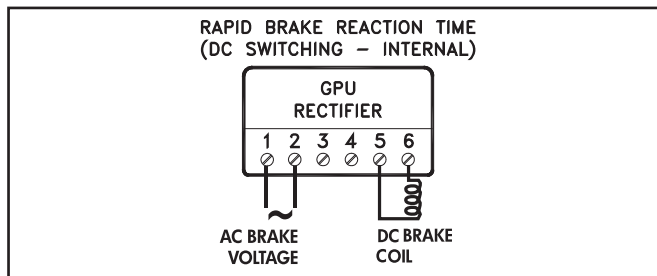 RAPID BRAKE REACTION TIME
(DC SWITCHING – INTERNAL)
GPU
RECTIFIER
1 2 3 4 5 6
~
AC BRAKE
VOLTAGE
DC BRAKE
COIL